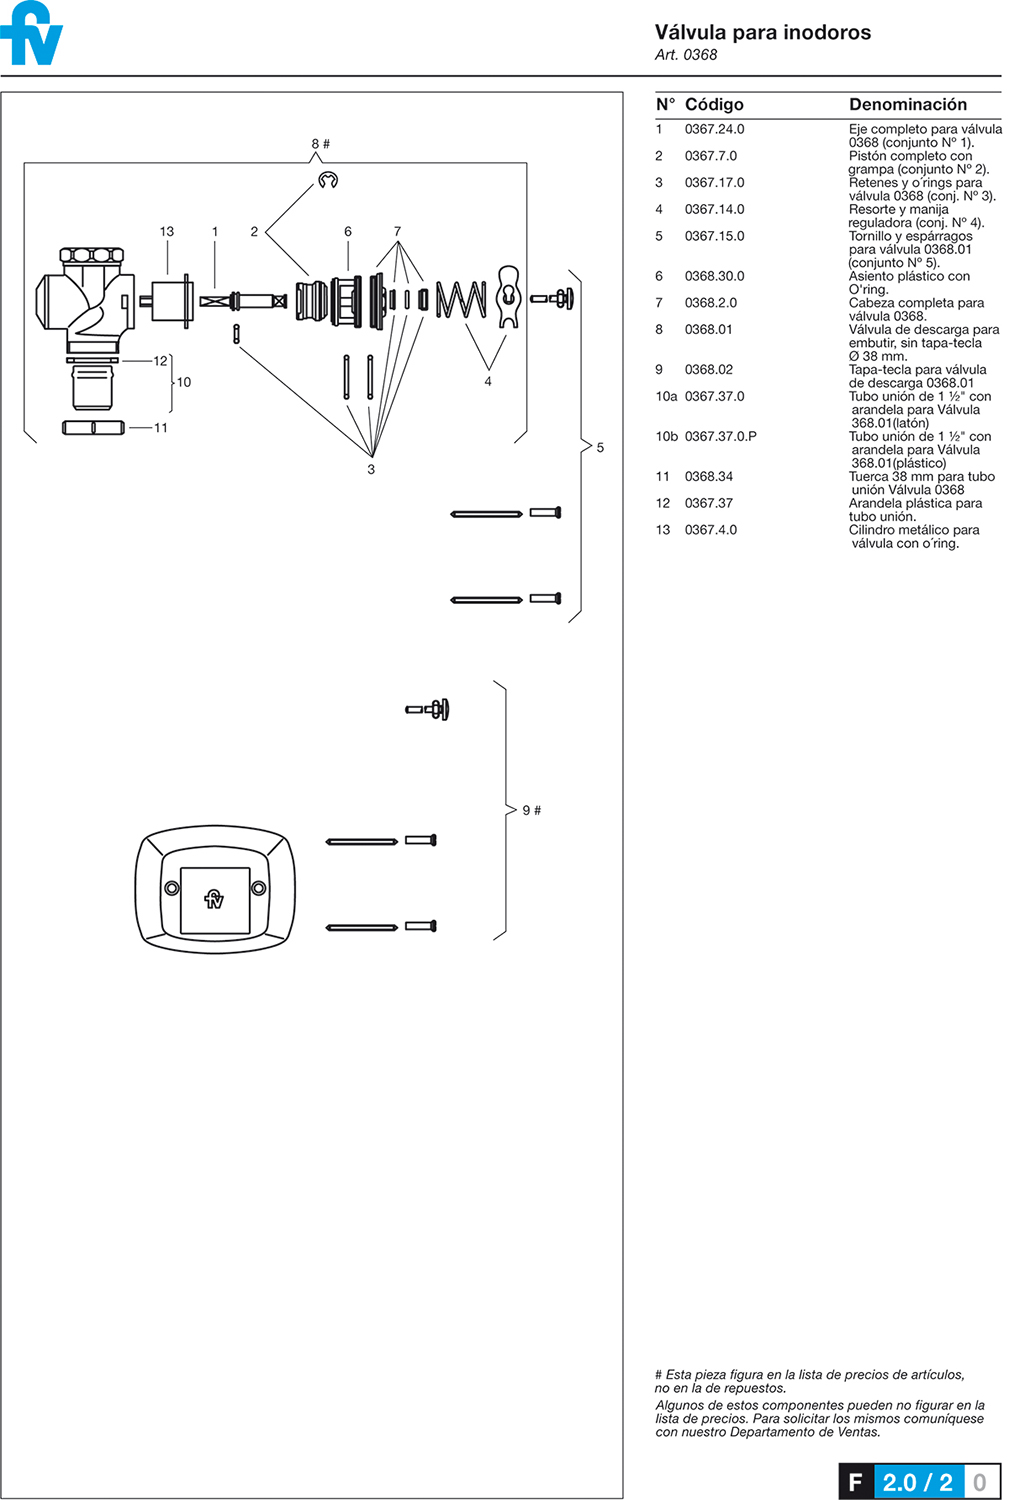 fv
Válvula para inodoros
Art. 0368
N° Código Denominación
1 0367.24.0 Eje completo para válvula
0368 (conjunto Nº 1).
2 0367.7.0 Pistón completo con
grampa (conjunto Nº 2).
3 0367.17.0 Retenes y o´rings para
válvula 0368 (conj. Nº 3).
4 0367.14.0 Resorte y manija
reguladora (conj. Nº 4).
5 0367.15.0 Tornillo y espárragos
para válvula 0368.01
(conjunto Nº 5).
6 0368.30.0 Asiento plástico con
O'ring.
7 0368.2.0 Cabeza completa para
válvula 0368.
8 0368.01 Válvula de descarga para
embutir, sin tapa-tecla
Ø 38 mm.
9 0368.02 Tapa-tecla para válvula
de descarga 0368.01
10a 0367.37.0 Tubo unión de 1 ½" con
arandela para Válvula
368.01(latón)
10b 0367.37.0.P Tubo unión de 1 ½" con
arandela para Válvula
368.01(plástico)
11 0368.34 Tuerca 38 mm para tubo
unión Válvula 0368
12 0367.37 Arandela plástica para
tubo unión.
13 0367.4.0 Cilindro metálico para
válvula con o´ring.
8 #
13 1 2 6 7
12
10
4
11
5
3
9 #
fv
# Esta pieza figura en la lista de precios de artículos,
no en la de repuestos.
Algunos de estos componentes pueden no figurar en la
lista de precios. Para solicitar los mismos comuníquese
con nuestro Departamento de Ventas.
F 2.0 / 2 0